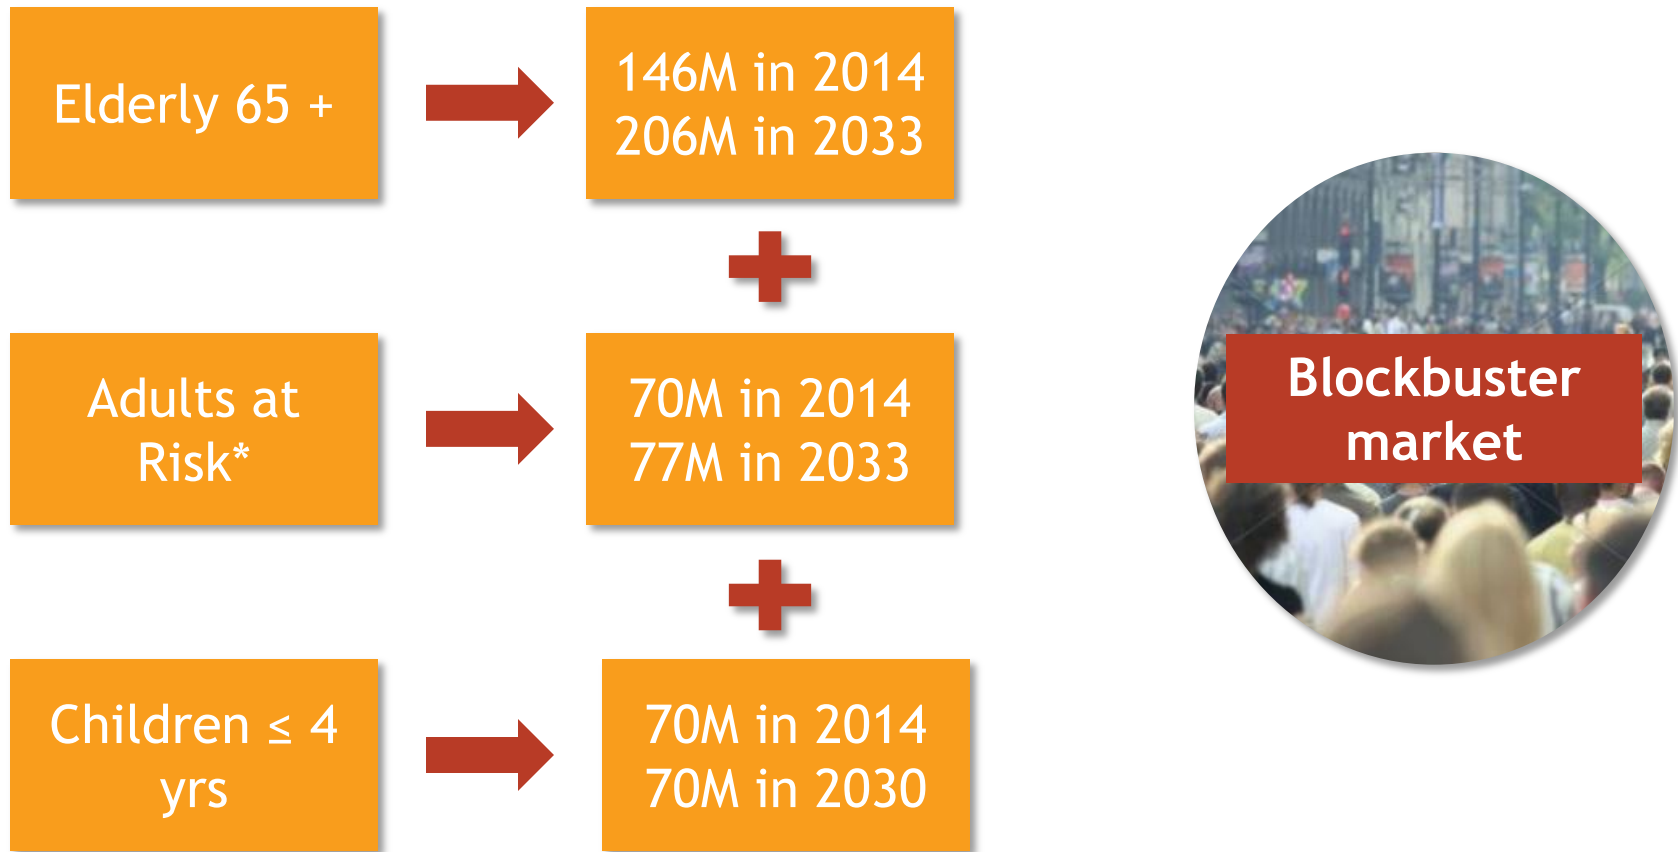 Elderly 65 +
146M in 2014
206M in 2033
Adults at
Risk*
70M in 2014
77M in 2033
Blockbuster
market
Children ≤ 4
yrs
70M in 2014
70M in 2030